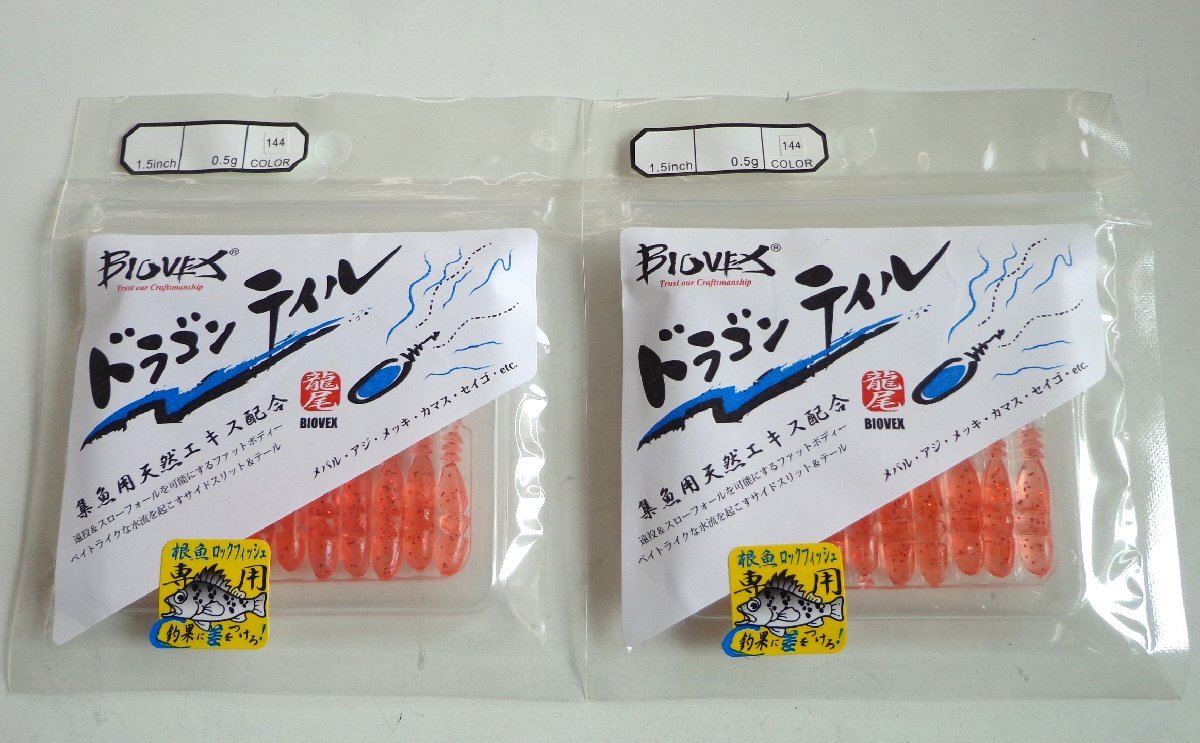 1.5inch 0.5g 144 COLOR
BIOVEX®
Trust our Craftsmanship
ドラゴンテイル
龍尾
BIOVEX
メバル・アジ・メッキ・カマス・セイゴ・etc.
集魚用天然エキス配合
遠投&スローフォールを可能にするファットボディー
ベイトライクな水流を起こすサイドスリット&テール
根魚ロックフィッシュ
専用
釣果に差をつけろ!
1.5inch 0.5g 144 COLOR
BIOVEX®
Trust our Craftsmanship
ドラゴンテイル
龍尾
BIOVEX
メバル・アジ・メッキ・カマス・セイゴ・etc.
集魚用天然エキス配合
遠投&スローフォールを可能にするファットボディー
ベイトライクな水流を起こすサイドスリット&テール
根魚ロックフィッシュ
専用
釣果に差をつけろ!